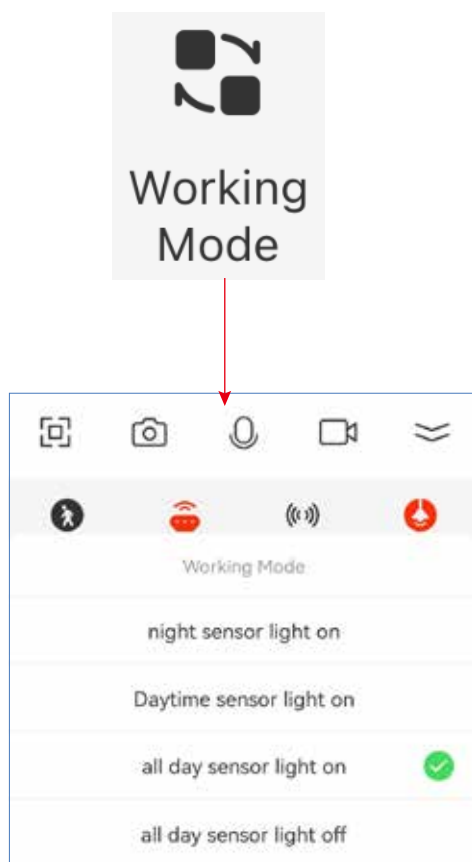 Working
Mode
Working Mode
night sensor light on
Daytime sensor light on
all day sensor light on
all day sensor light off